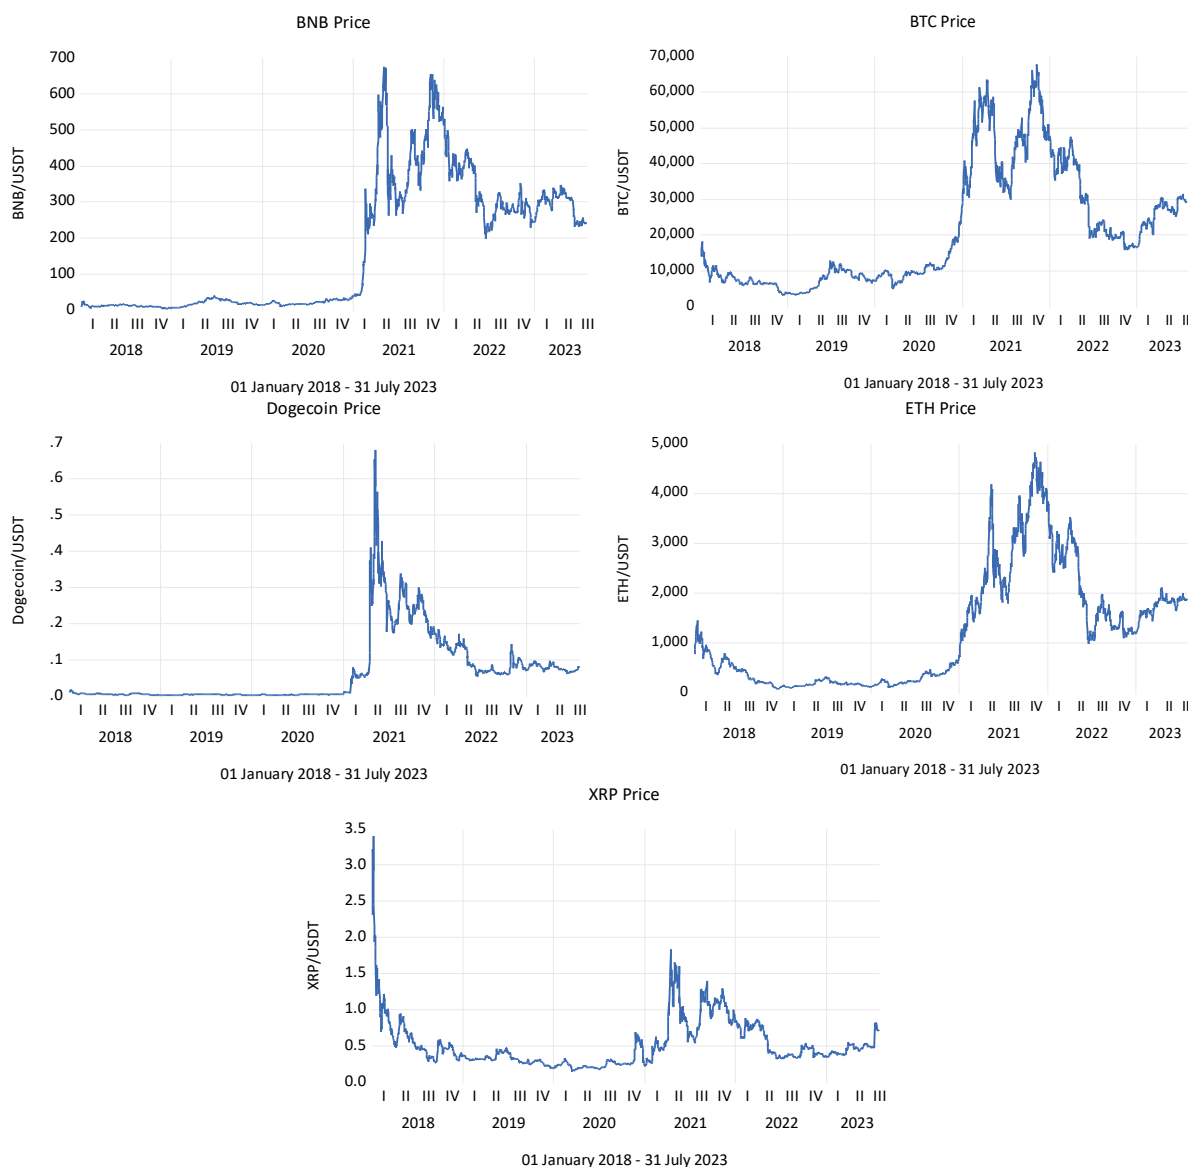 BNB Price
700
600
500
400
300
200
100
0
BNB/USDT
I II III IV I II III IV I II III IV I II III IV I II III IV I II III
2018 2019 2020 2021 2022 2023
01 January 2018 - 31 July 2023
BTC Price
70,000
60,000
50,000
40,000
30,000
20,000
10,000
0
BTC/USDT
I II III IV I II III IV I II III IV I II III IV I II III IV I II II
2018 2019 2020 2021 2022 2023
01 January 2018 - 31 July 2023
Dogecoin Price
.7
.6
.5
.4
.3
.2
.1
.0
Dogecoin/USDT
I II III IV I II III IV I II III IV I II III IV I II III IV I II III
2018 2019 2020 2021 2022 2023
01 January 2018 - 31 July 2023
ETH Price
5,000
4,000
3,000
2,000
1,000
0
ETH/USDT
I II III IV I II III IV I II III IV I II III IV I II III IV I II II
2018 2019 2020 2021 2022 2023
01 January 2018 - 31 July 2023
XRP Price
3.5
3.0
2.5
2.0
1.5
1.0
0.5
0.0
XRP/USDT
I II III IV I II III IV I II III IV I II III IV I II III IV I II III
2018 2019 2020 2021 2022 2023
01 January 2018 - 31 July 2023